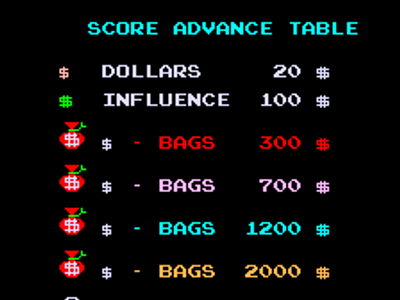 SCORE ADVANCE TABLE
$ DOLLARS 20 $
$ INFLUENCE 100 $
$ $ - BAGS 300 $
$ $ - BAGS 700 $
$ $ - BAGS 1200 $
$ $ - BAGS 2000 $